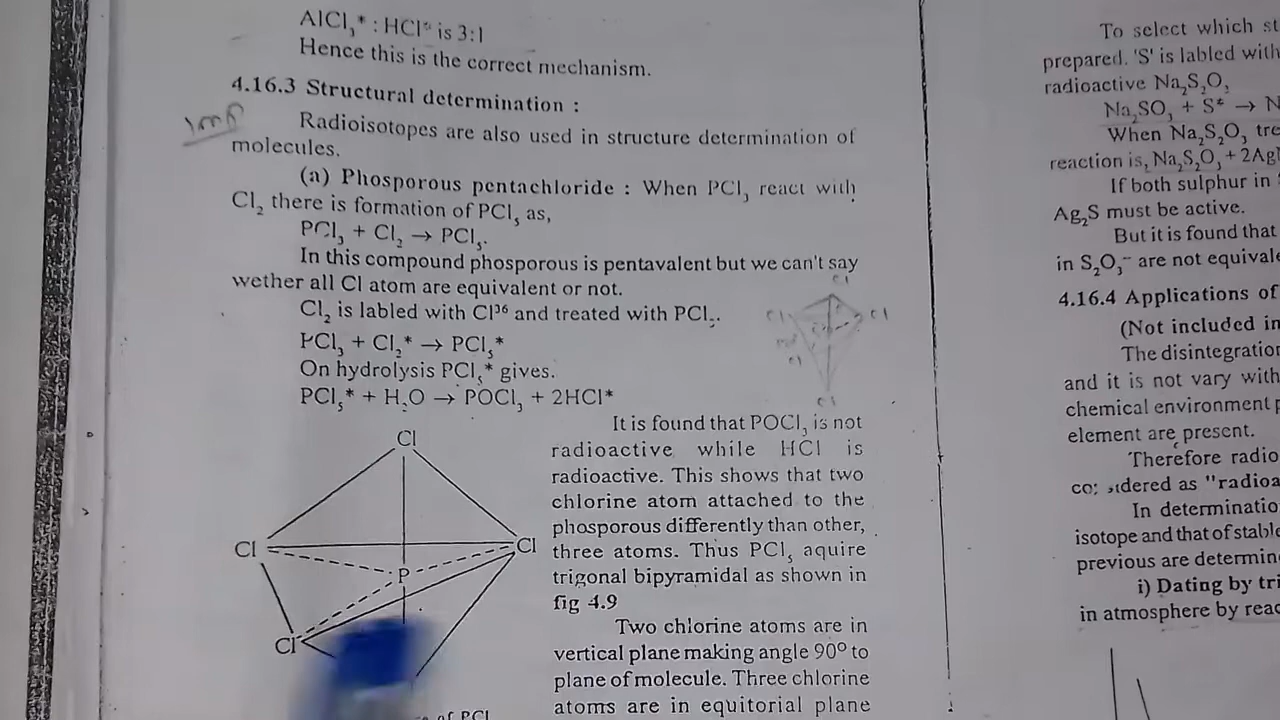 AlCl₃* : HCl* is 3:1
Hence this is the correct mechanism.
4.16.3 Structural determination :
Radioisotopes are also used in structure determination of
molecules.
(a) Phosporous pentachloride : When PCl₃ react with
Cl₂ there is formation of PCl₅ as,
PCl₃ + Cl₂ → PCl₅.
In this compound phosporous is pentavalent but we can't say
wether all Cl atom are equivalent or not.
Cl₂ is labled with Cl³⁶ and treated with PCl₃.
PCl₃ + Cl₂* → PCl₅*
On hydrolysis PCl₅* gives.
PCl₅* + H₂O → POCl₃ + 2HCl*
It is found that POCl₃ is not
radioactive while HCl is
radioactive. This shows that two
chlorine atom attached to the
phosporous differently than other,
three atoms. Thus PCl₅ aquire
trigonal bipyramidal as shown in
fig 4.9
Two chlorine atoms are in
vertical plane making angle 90° to
plane of molecule. Three chlorine
atoms are in equitorial plane
Cl
Cl
Cl
P
Cl
of PCl
Cl
Cl
Cl
Cl
Cl
To select which
prepared. 'S' is labled with
radioactive Na₂S₂O₃
Na₂SO₃ + S* →
When Na₂S₂O₃
reaction is, Na₂S₂O₃ + 2Ag
If both sulphur in
Ag₂S must be active.
But it is found that
in S₂O₃⁻ are not
4.16.4 Applications of
(Not included in
The
and it is not vary with
chemical environment
element are present.
Therefore
as
In
isotope and that of
previous are
i) Dating by
in atmosphere by